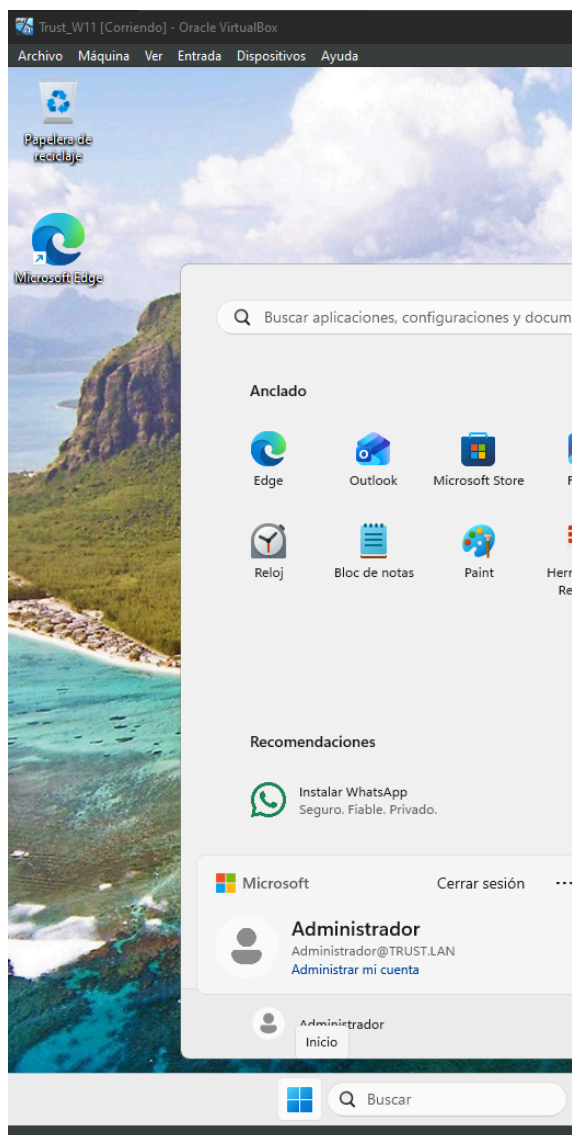 Trust_W11 [Corriendo] - Oracle VirtualBox
Archivo Máquina Ver Entrada Dispositivos Ayuda
Papelera de
reciclaje
Microsoft Edge
Buscar aplicaciones, configuraciones y docum
Anclado
Edge Outlook Microsoft Store F
Reloj Bloc de notas Paint Herr
Re
Recomendaciones
Instalar WhatsApp
Seguro. Fiable. Privado.
Microsoft Cerrar sesión ...
Administrador
Administrador@TRUST.LAN
Administrar mi cuenta
Administrador
Inicio
Buscar